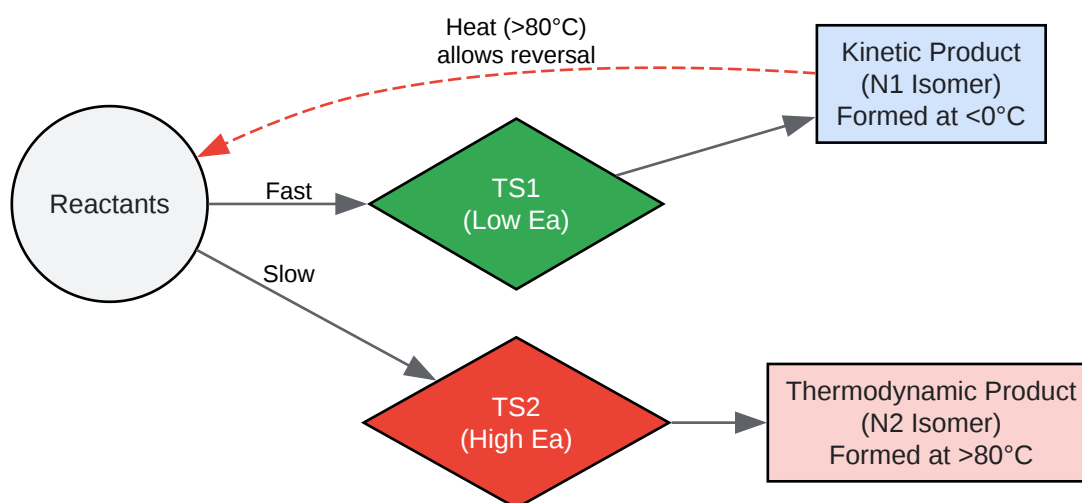 Heat (>80°C)
allows reversal
Kinetic Product
(N1 Isomer)
Formed at <0°C
Reactants
Fast
TS1
(Low Ea)
Slow
TS2
(High Ea)
Thermodynamic Product
(N2 Isomer)
Formed at >80°C